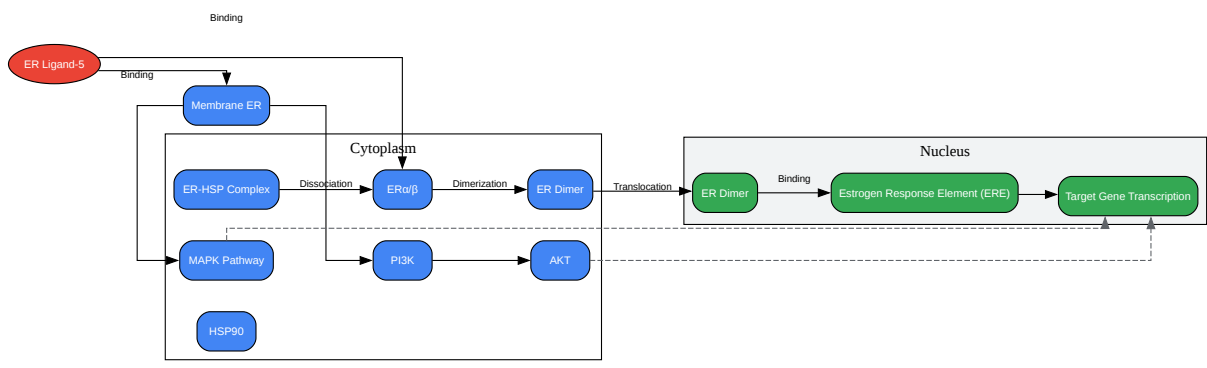 Binding
ER Ligand-5
Binding
Membrane ER
Cytoplasm
Nucleus
ER-HSP Complex
Dissociation
ERα/β
Dimerization
ER Dimer
Translocation
ER Dimer
Binding
Estrogen Response Element (ERE)
Target Gene Transcription
MAPK Pathway
PI3K
AKT
HSP90